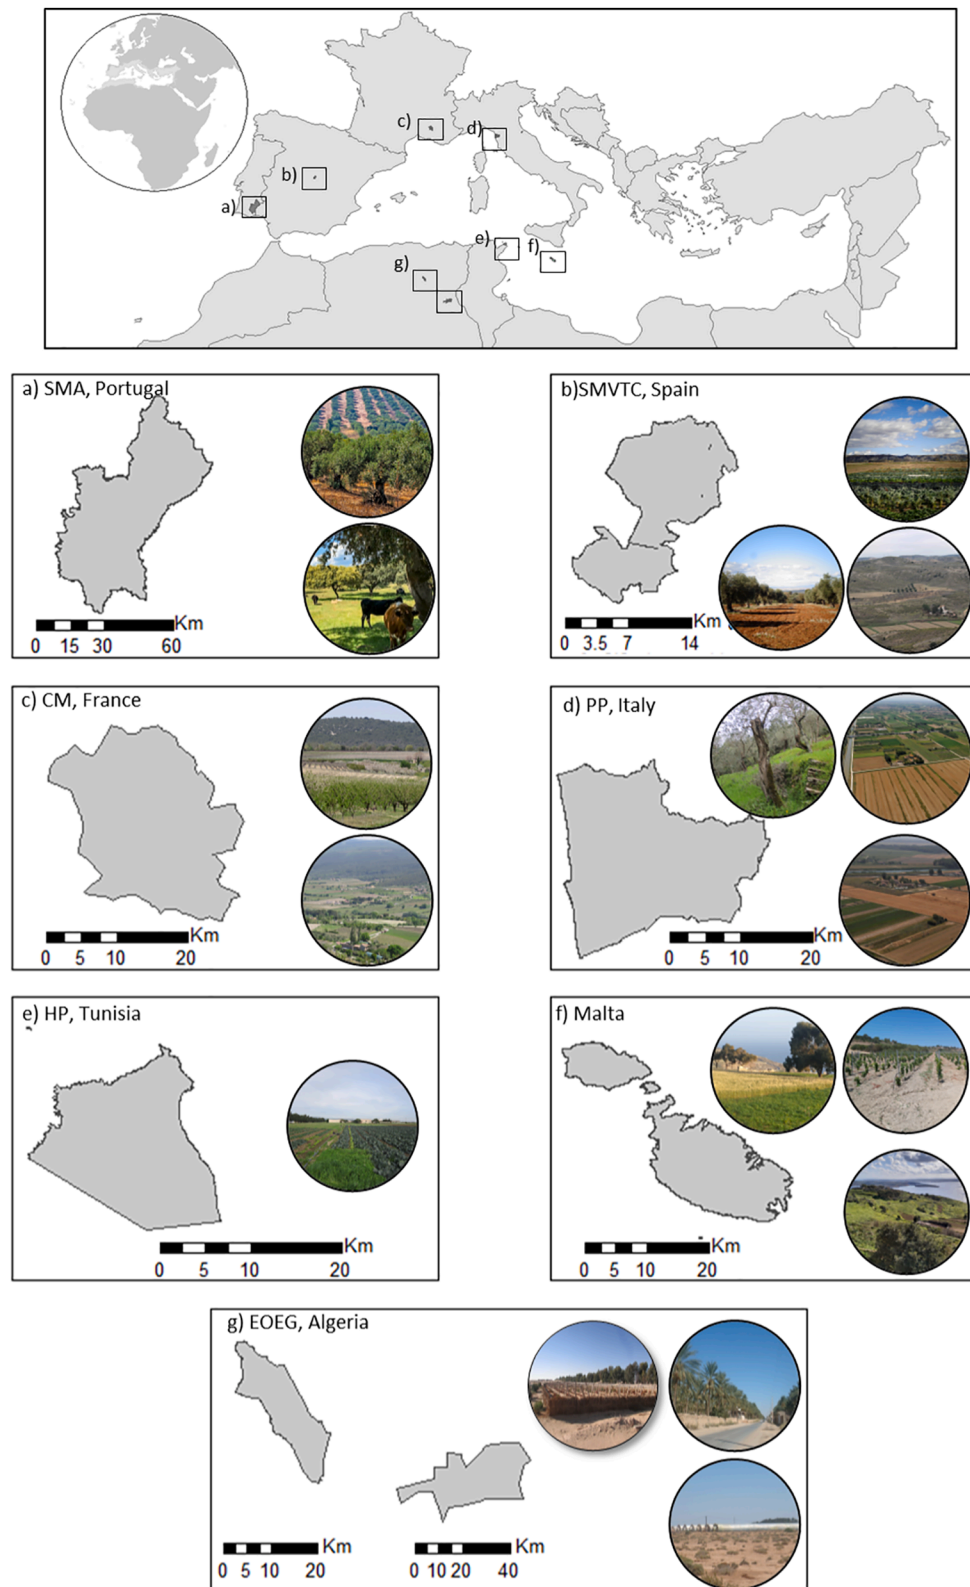 c)
d)
b)
a)
e)
f)
g)
a) SMA, Portugal
Km
0 15 30 60
b)SMVTC, Spain
Km
0 3.5 7 14
c) CM, France
Km
0 5 10 20
d) PP, Italy
Km
0 5 10 20
e) HP, Tunisia
Km
0 5 10 20
f) Malta
Km
0 5 10 20
g) EOEG, Algeria
Km
0 5 10 20
Km
0 10 20 40